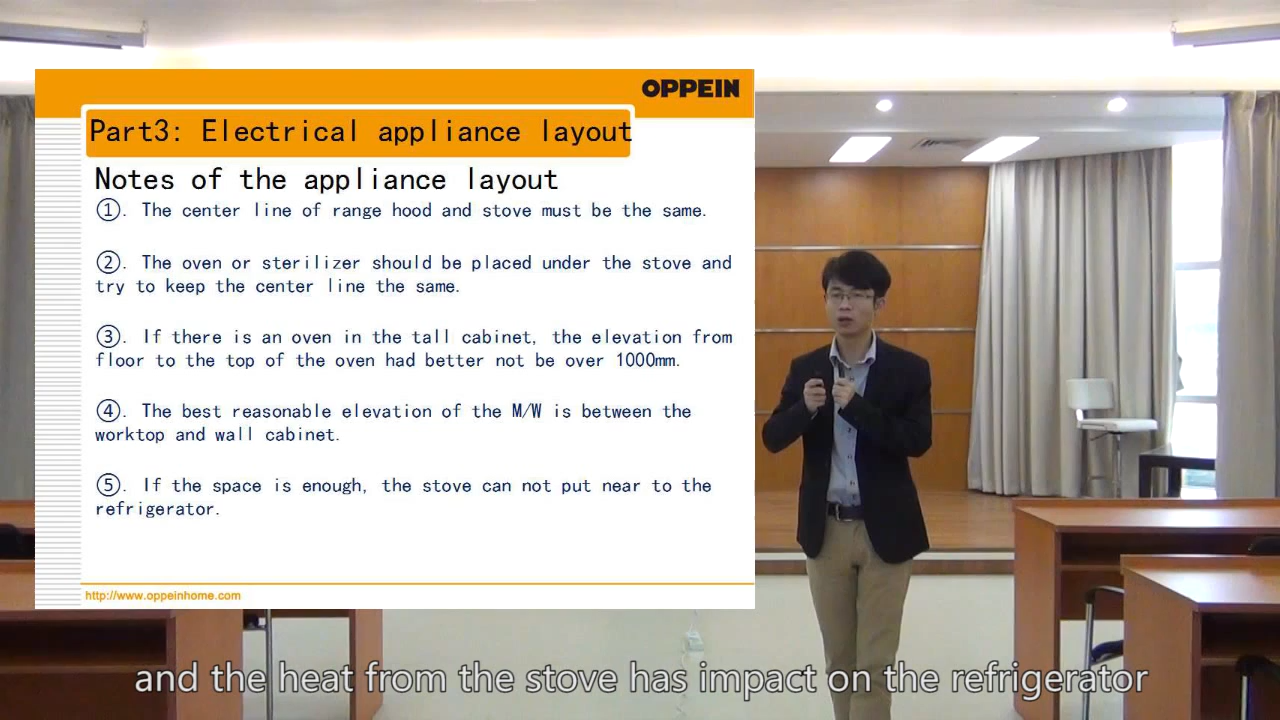 OPPEIN
Part3: Electrical appliance layout
Notes of the appliance layout
①. The center line of range hood and stove must be the same.
②. The oven or sterilizer should be placed under the stove and
try to keep the center line the same.
③. If there is an oven in the tall cabinet, the elevation from
floor to the top of the oven had better not be over 1000mm.
④. The best reasonable elevation of the M/W is between the
worktop and wall cabinet.
⑤. If the space is enough, the stove can not put near to the
refrigerator.
http://www.oppeinhome.com
and the heat from the stove has impact on the refrigerator